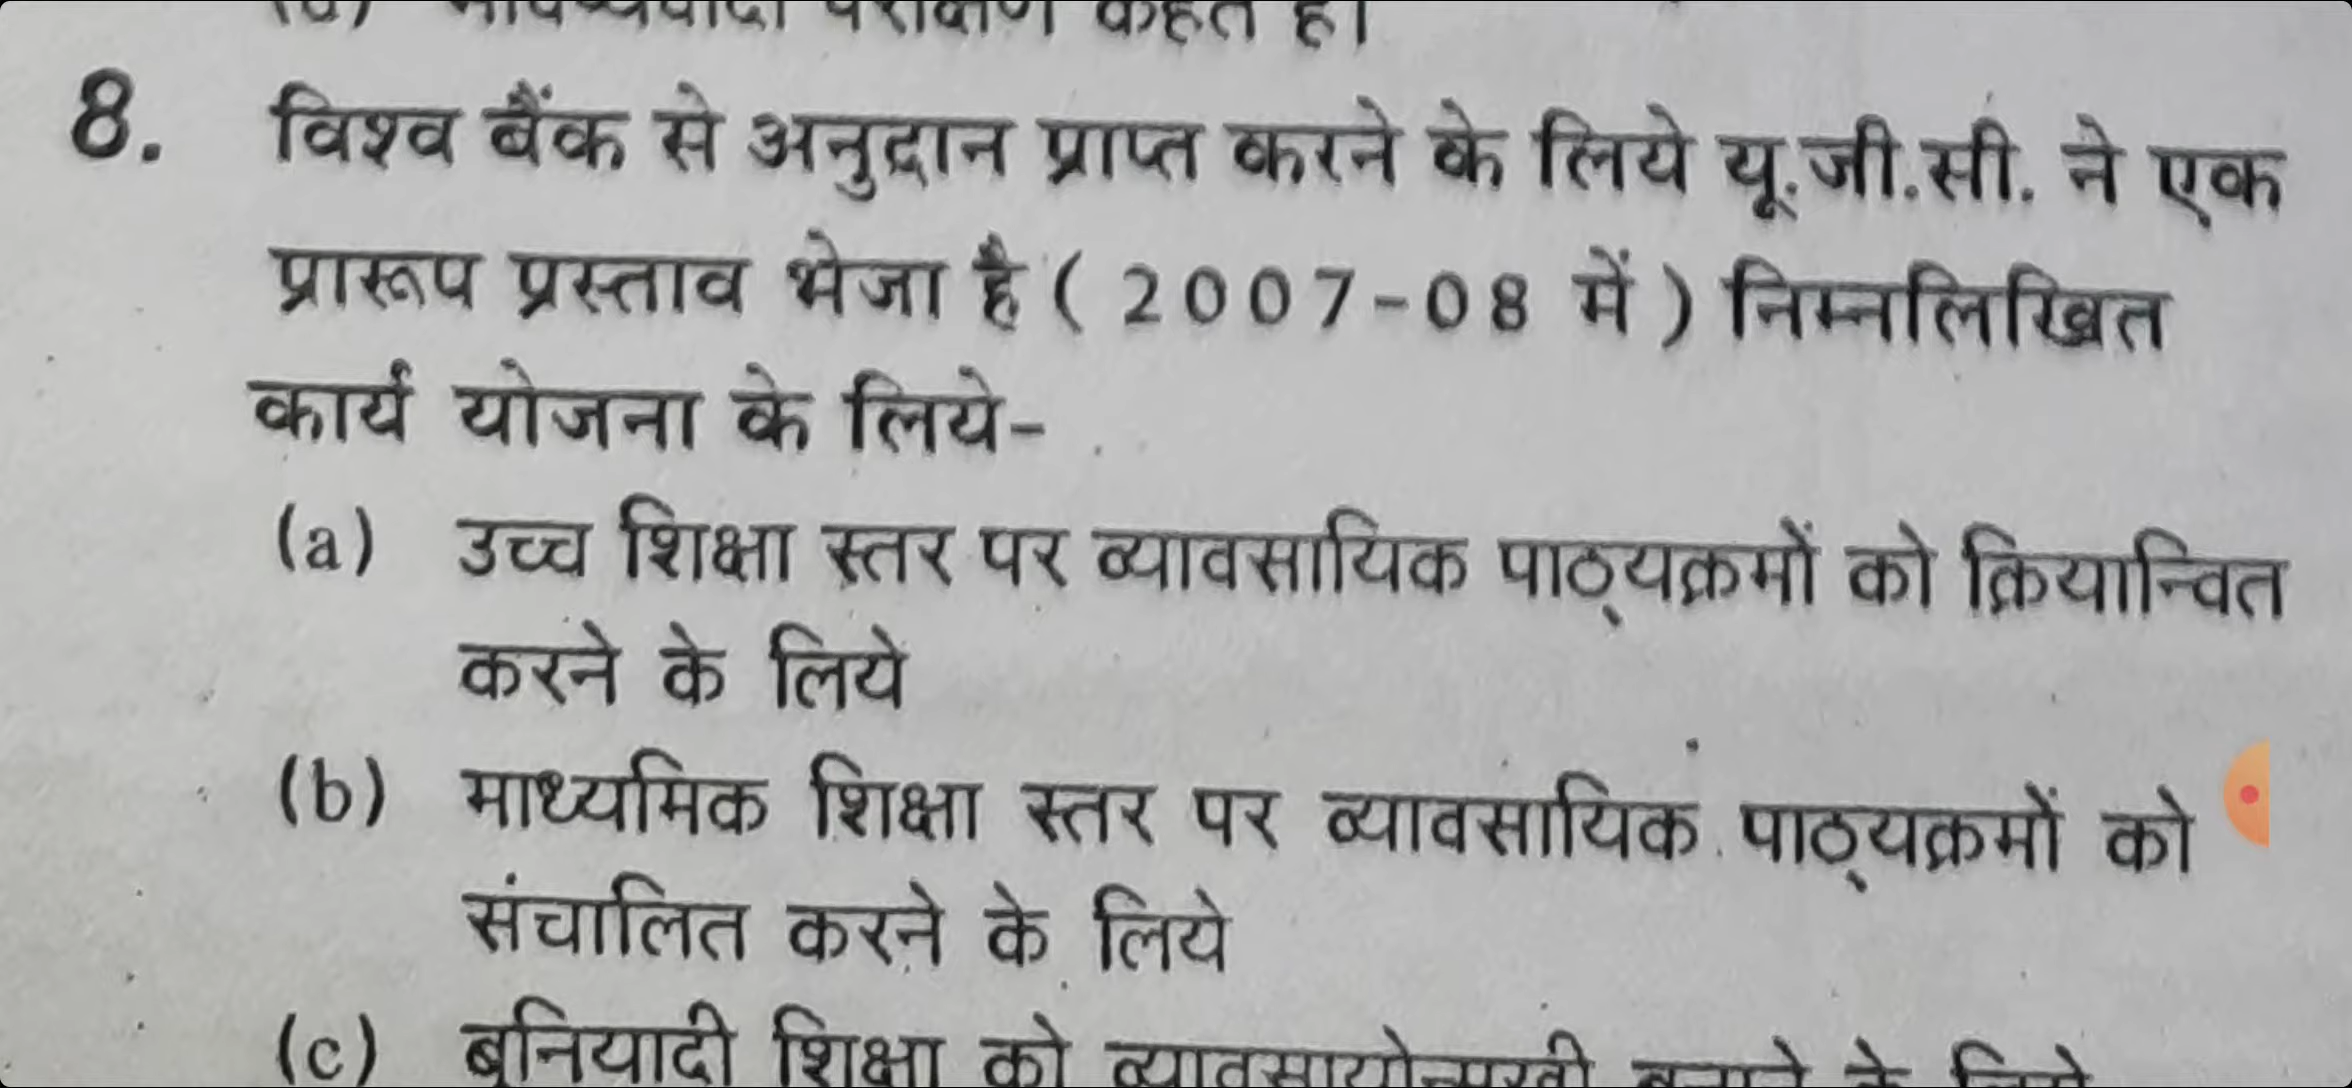 8. विश्व बैंक से अनुदान प्राप्त करने के लिये यू.जी.सी. ने एक
प्रारूप प्रस्ताव भेजा है ( 2007-08 में ) निम्नलिखित
कार्य योजना के लिये-
(a) उच्च शिक्षा स्तर पर व्यावसायिक पाठ्यक्रमों को क्रियान्वित
करने के लिये
(b) माध्यमिक शिक्षा स्तर पर व्यावसायिक पाठ्यक्रमों को
संचालित करने के लिये
(c) बुनियादी शिक्षा को व्यावसायोन्मुखी बनाने के लिये